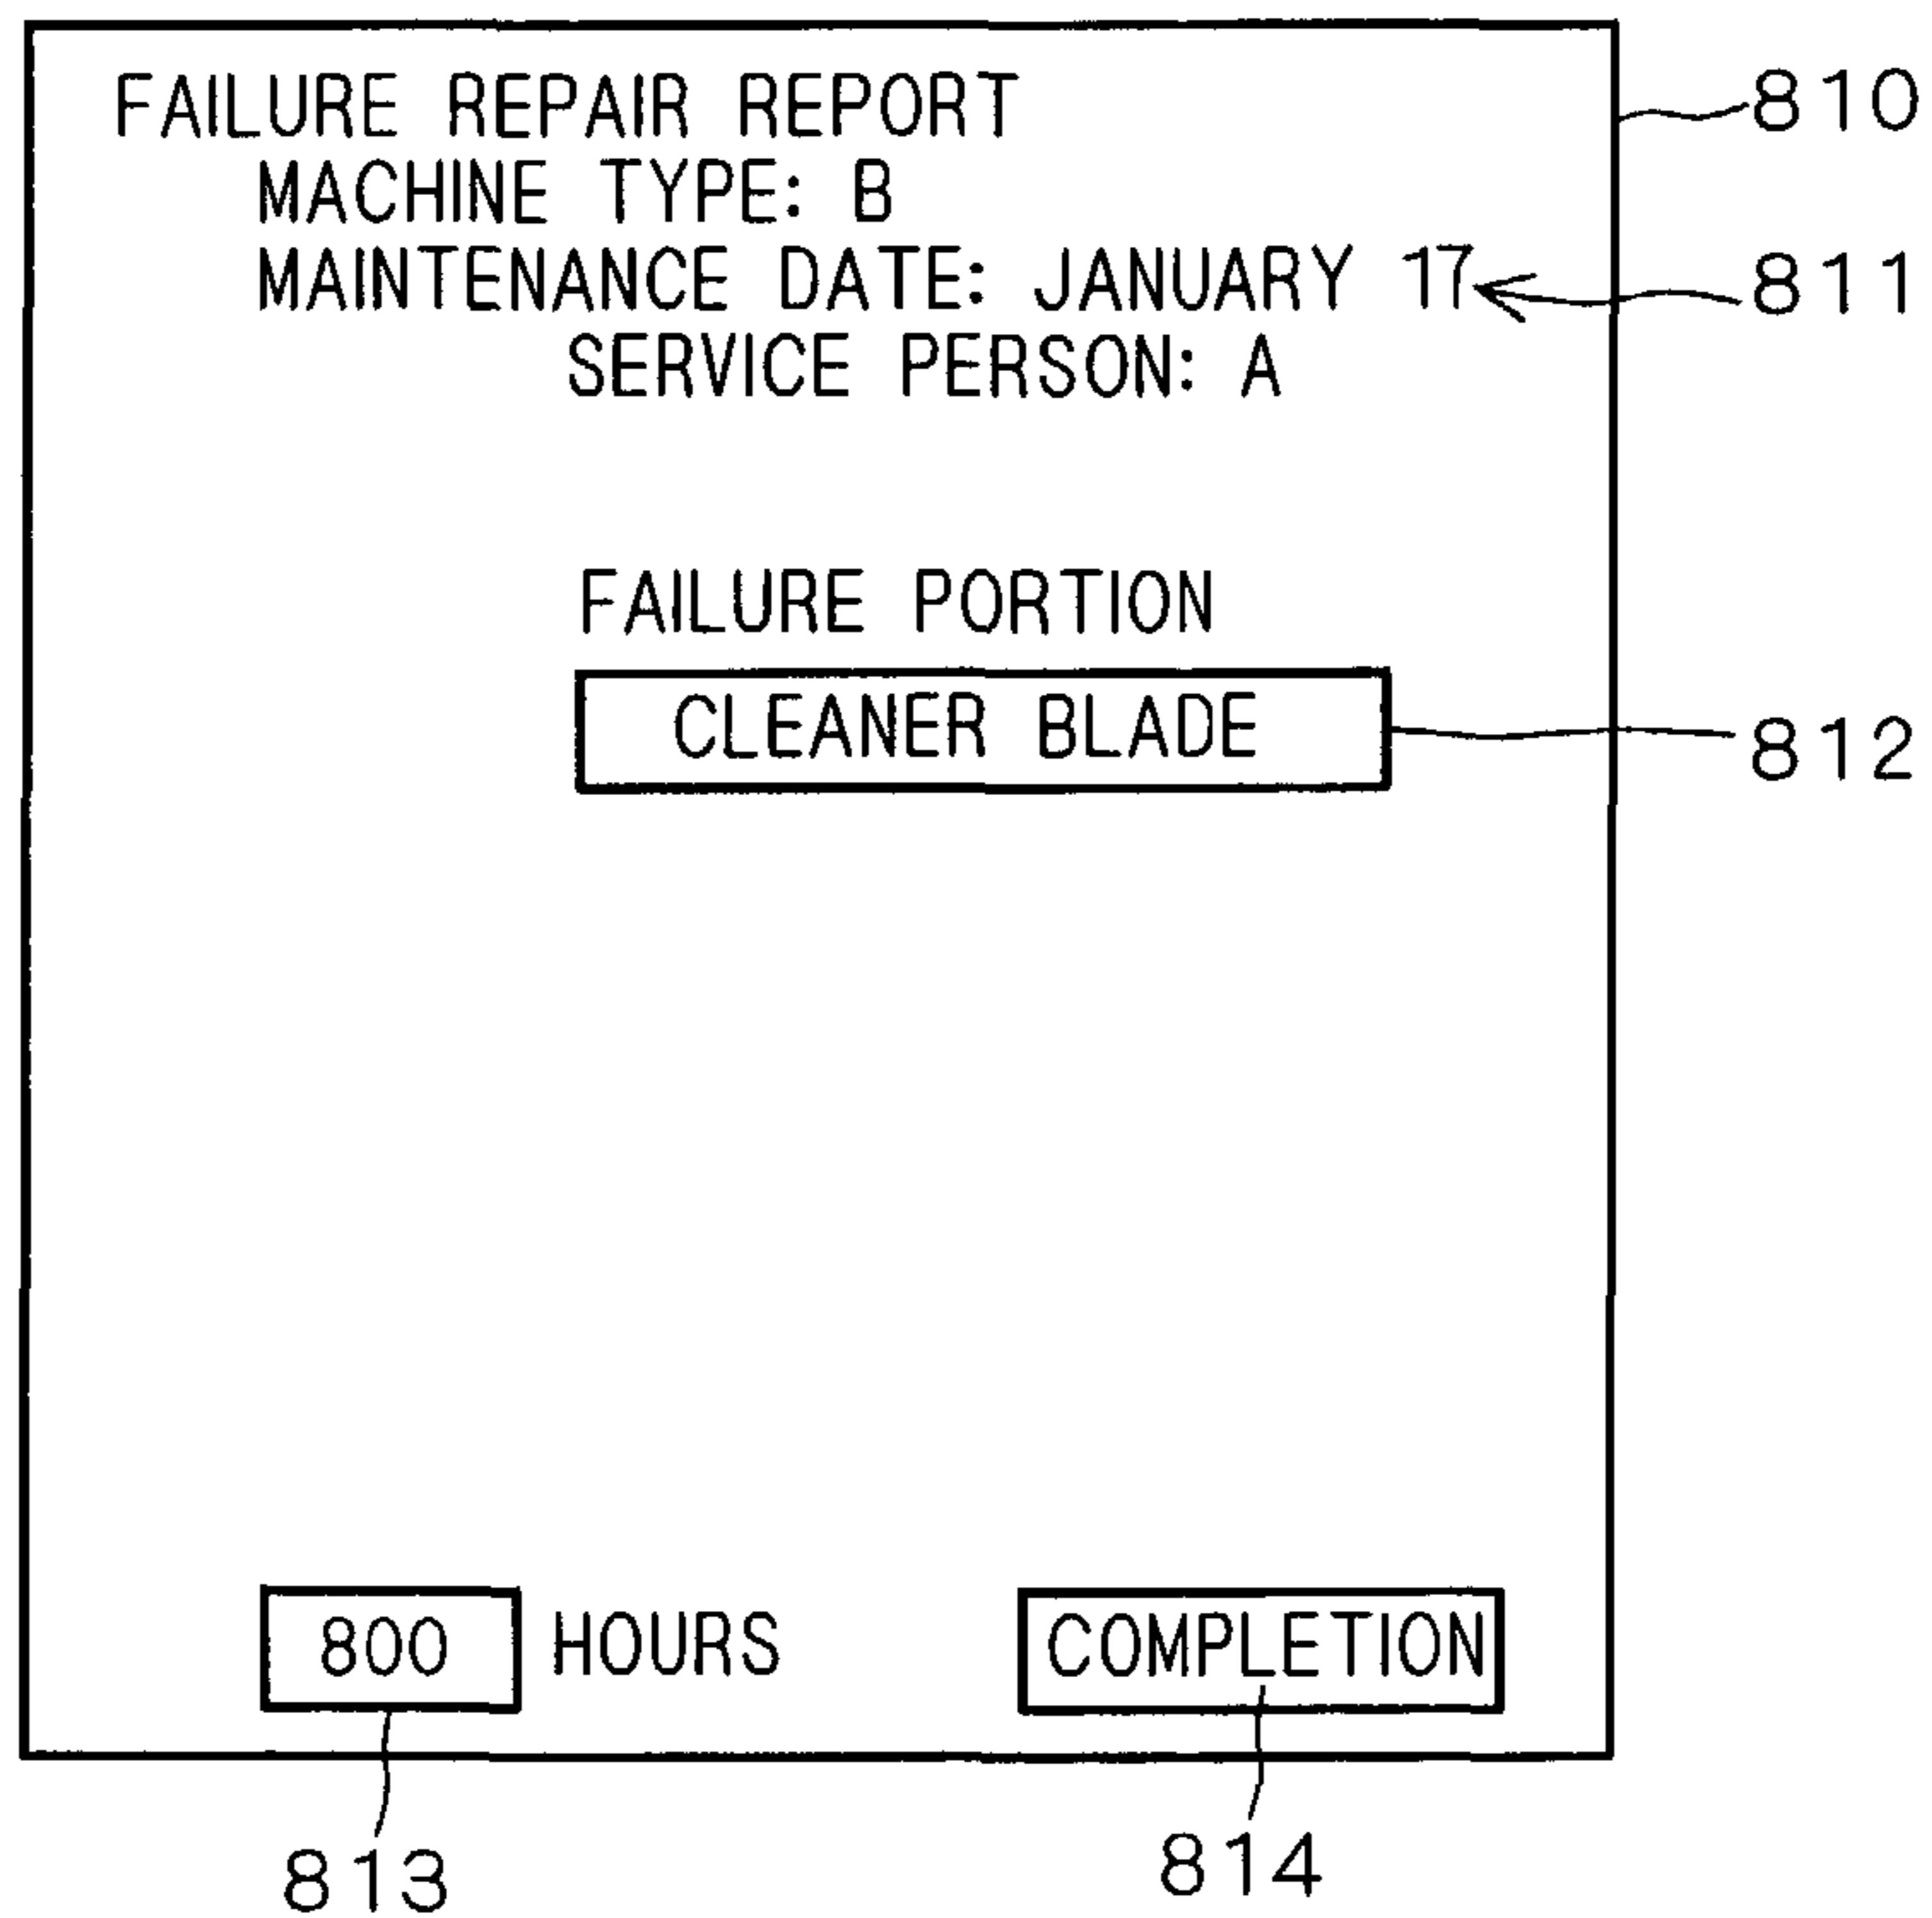 FAILURE REPAIR REPORT
810
MACHINE TYPE: B
MAINTENANCE DATE: JANUARY 17
811
SERVICE PERSON: A
FAILURE PORTION
CLEANER BLADE
812
800 HOURS
COMPLETION
813
814